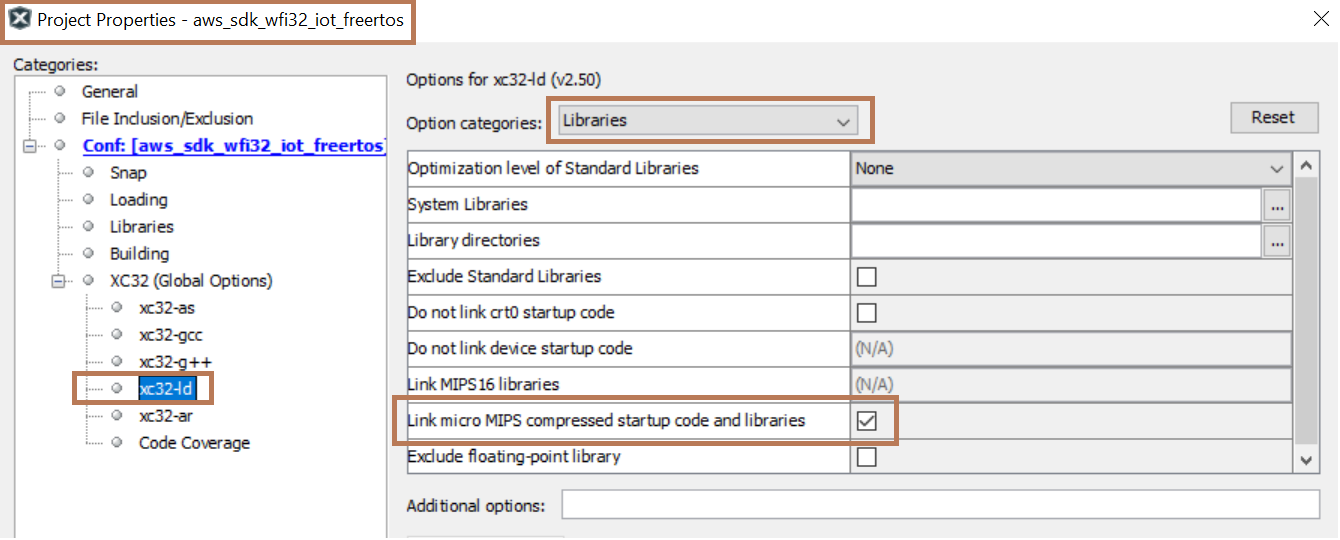 Project Properties - aws_sdk_wfi32_iot_freertos
Categories:
General
File Inclusion/Exclusion
Conf: [aws_sdk_wfi32_iot_freertos]
Snap
Loading
Libraries
Building
XC32 (Global Options)
xc32-as
xc32-gcc
xc32-g++
xc32-ld
xc32-ar
Code Coverage
Options for xc32-ld (v2.50)
Option categories: Libraries
Reset
Optimization level of Standard Libraries None
System Libraries ...
Library directories ...
Exclude Standard Libraries
Do not link crt0 startup code
Do not link device startup code (N/A)
Link MIPS16 libraries (N/A)
Link micro MIPS compressed startup code and libraries
Exclude floating-point library
Additional options: